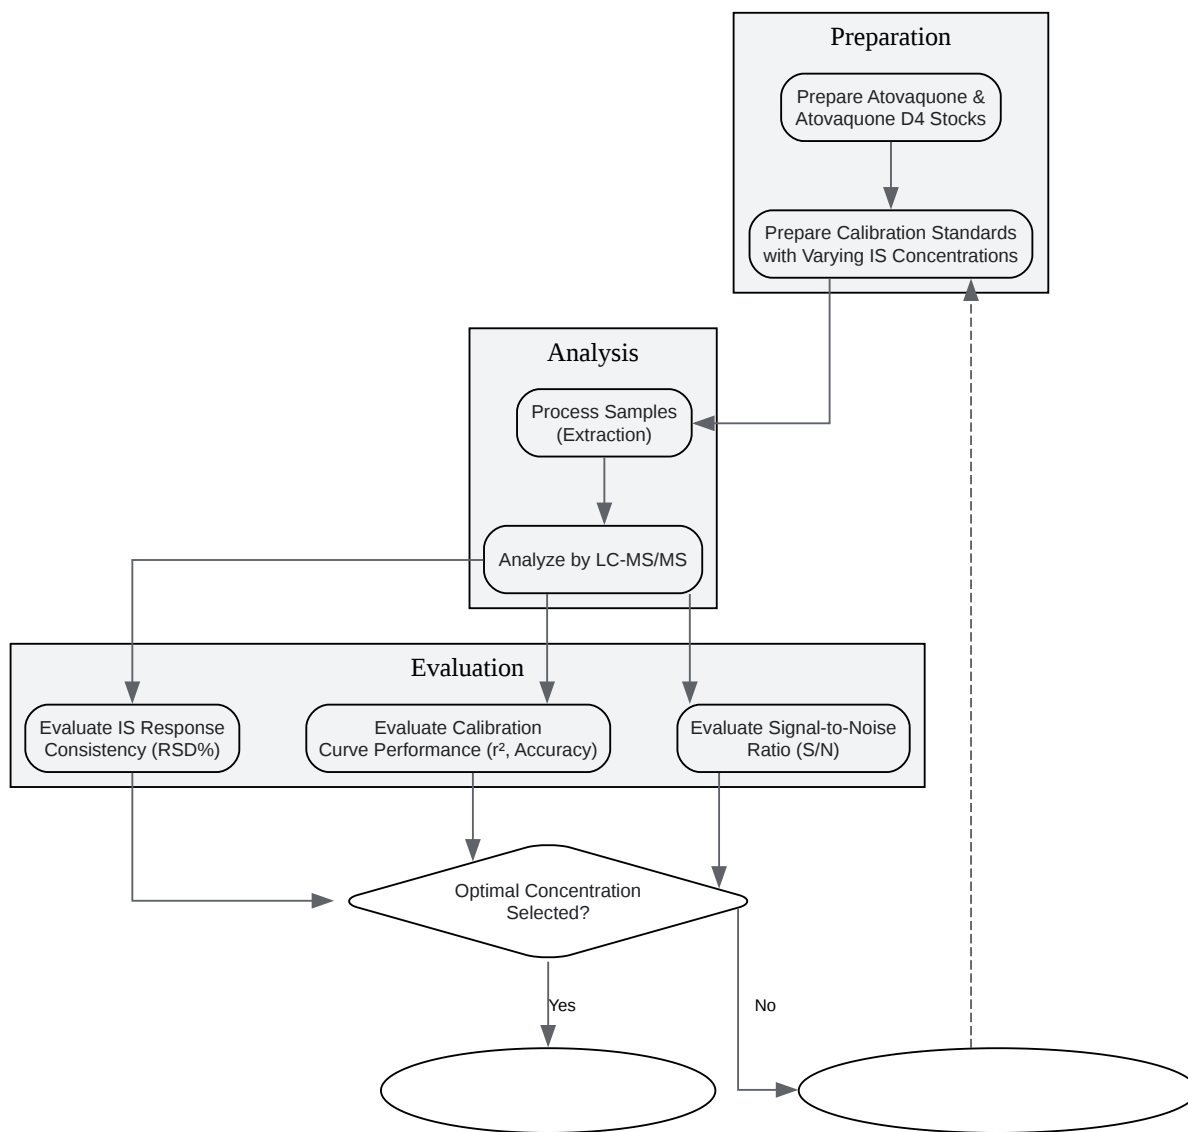 Preparation
Prepare Atovaquone &
Atovaquone D4 Stocks
Prepare Calibration Standards
with Varying IS Concentrations
Analysis
Process Samples
(Extraction)
Analyze by LC-MS/MS
Evaluation
Evaluate IS Response
Consistency (RSD%)
Evaluate Calibration
Curve Performance (r², Accuracy)
Evaluate Signal-to-Noise
Ratio (S/N)
Optimal Concentration
Selected?
Yes
No